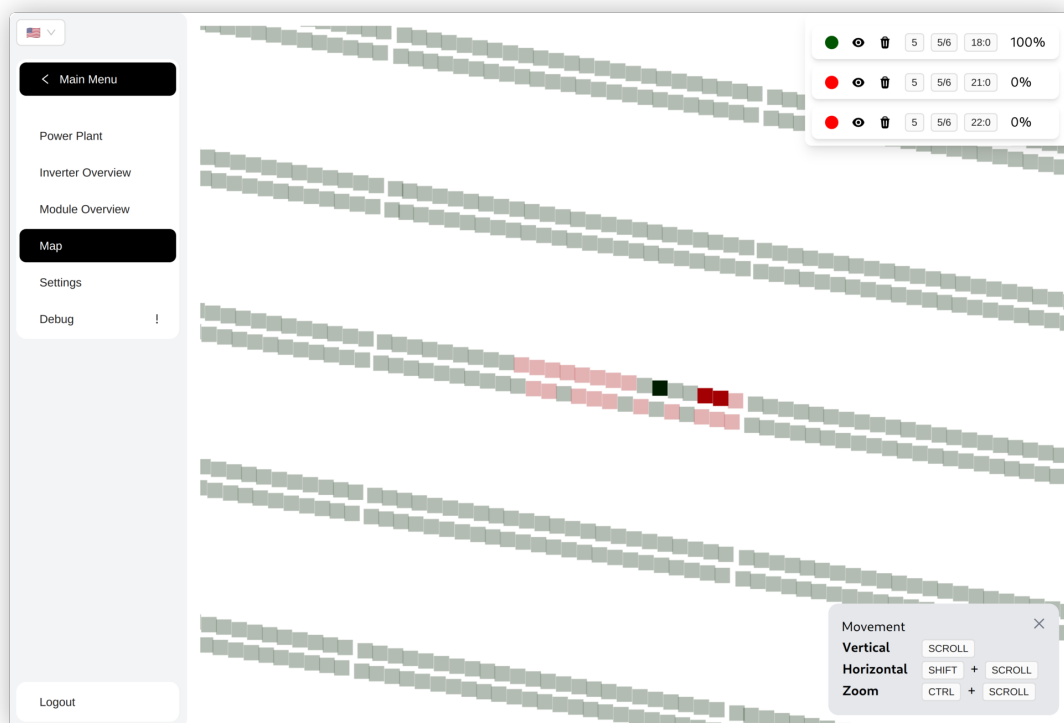 Main Menu
Power Plant
Inverter Overview
Module Overview
Map
Settings
Debug !
Logout
5 5/6 18:0 100%
5 5/6 21:0 0%
5 5/6 22:0 0%
Movement
Vertical SCROLL
Horizontal SHIFT + SCROLL
Zoom CTRL + SCROLL